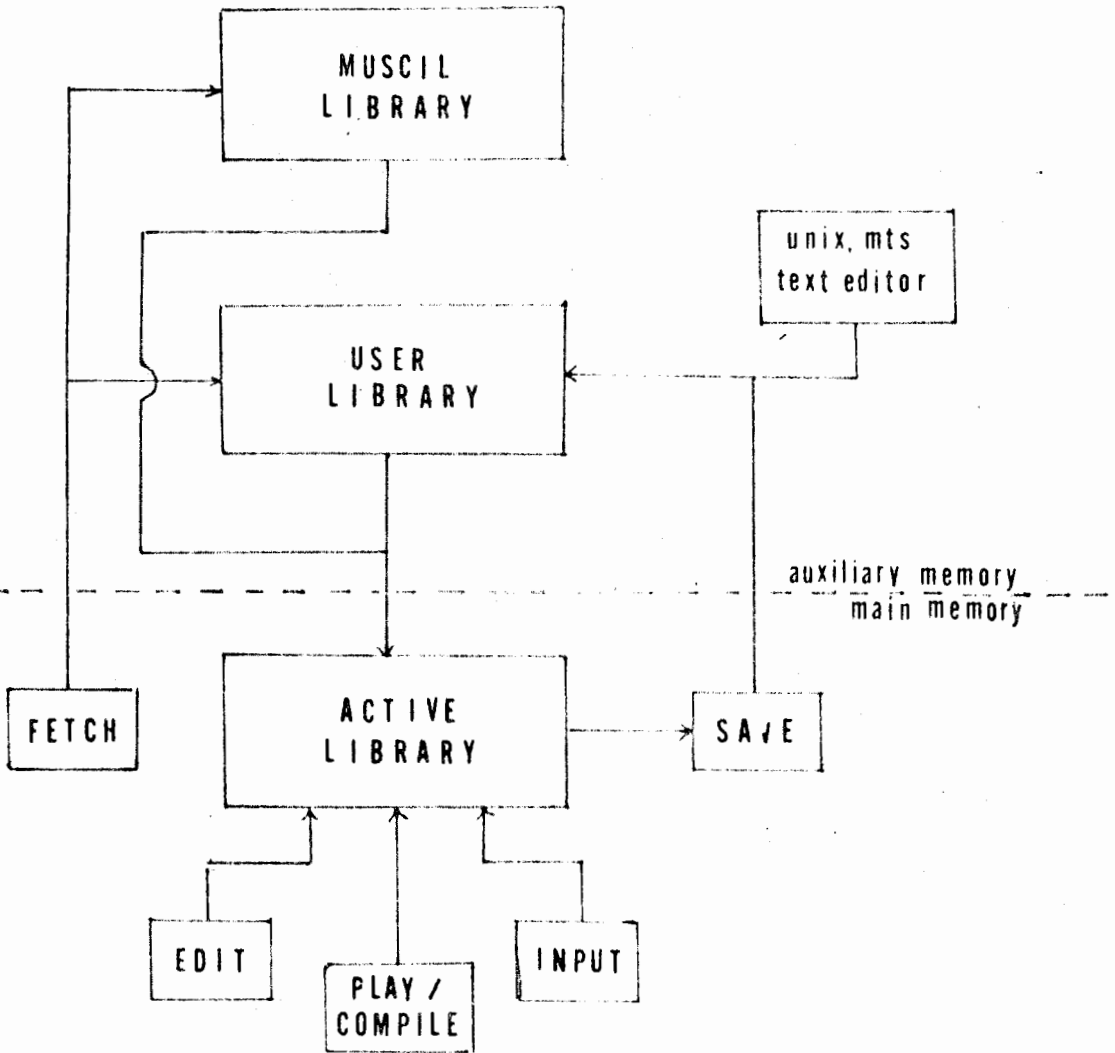 MUSCIL
LIBRARY
unix, mts
text editor
USER
LIBRARY
auxiliary memory
main memory
FETCH
ACTIVE
LIBRARY
SAVE
EDIT
PLAY /
COMPILE
INPUT